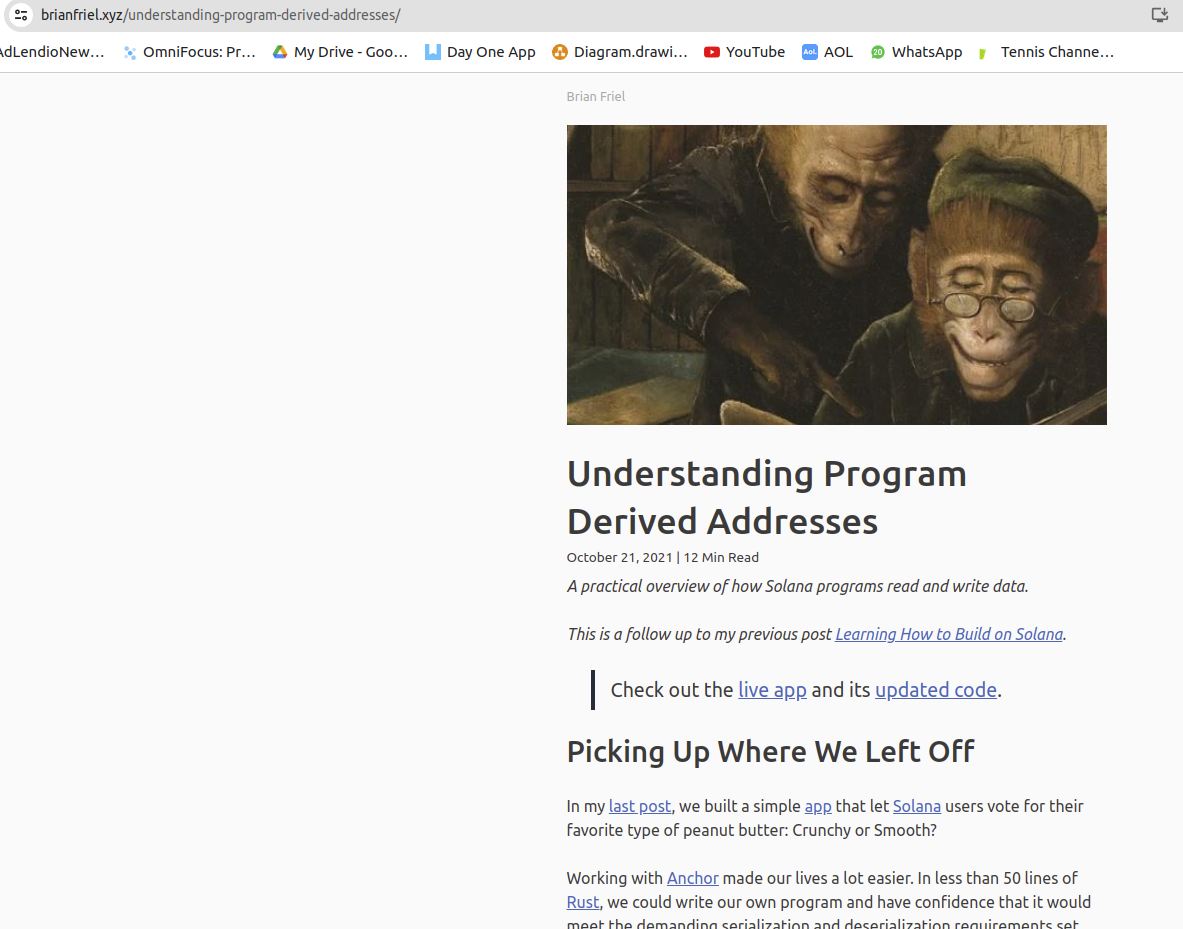 brianfriel.xyz/understanding-program-derived-addresses/
AdLendioNew… OmniFocus: Pr… My Drive - Goo… Day One App Diagram.drawi… YouTube Aol. AOL 20 WhatsApp Tennis Channe…
Brian Friel
Understanding Program
Derived Addresses
October 21, 2021 | 12 Min Read
A practical overview of how Solana programs read and write data.
This is a follow up to my previous post Learning How to Build on Solana.
Check out the live app and its updated code.
Picking Up Where We Left Off
In my last post, we built a simple app that let Solana users vote for their
favorite type of peanut butter: Crunchy or Smooth?
Working with Anchor made our lives a lot easier. In less than 50 lines of
Rust, we could write our own program and have confidence that it would
meet the demanding serialization and deserialization requirements set